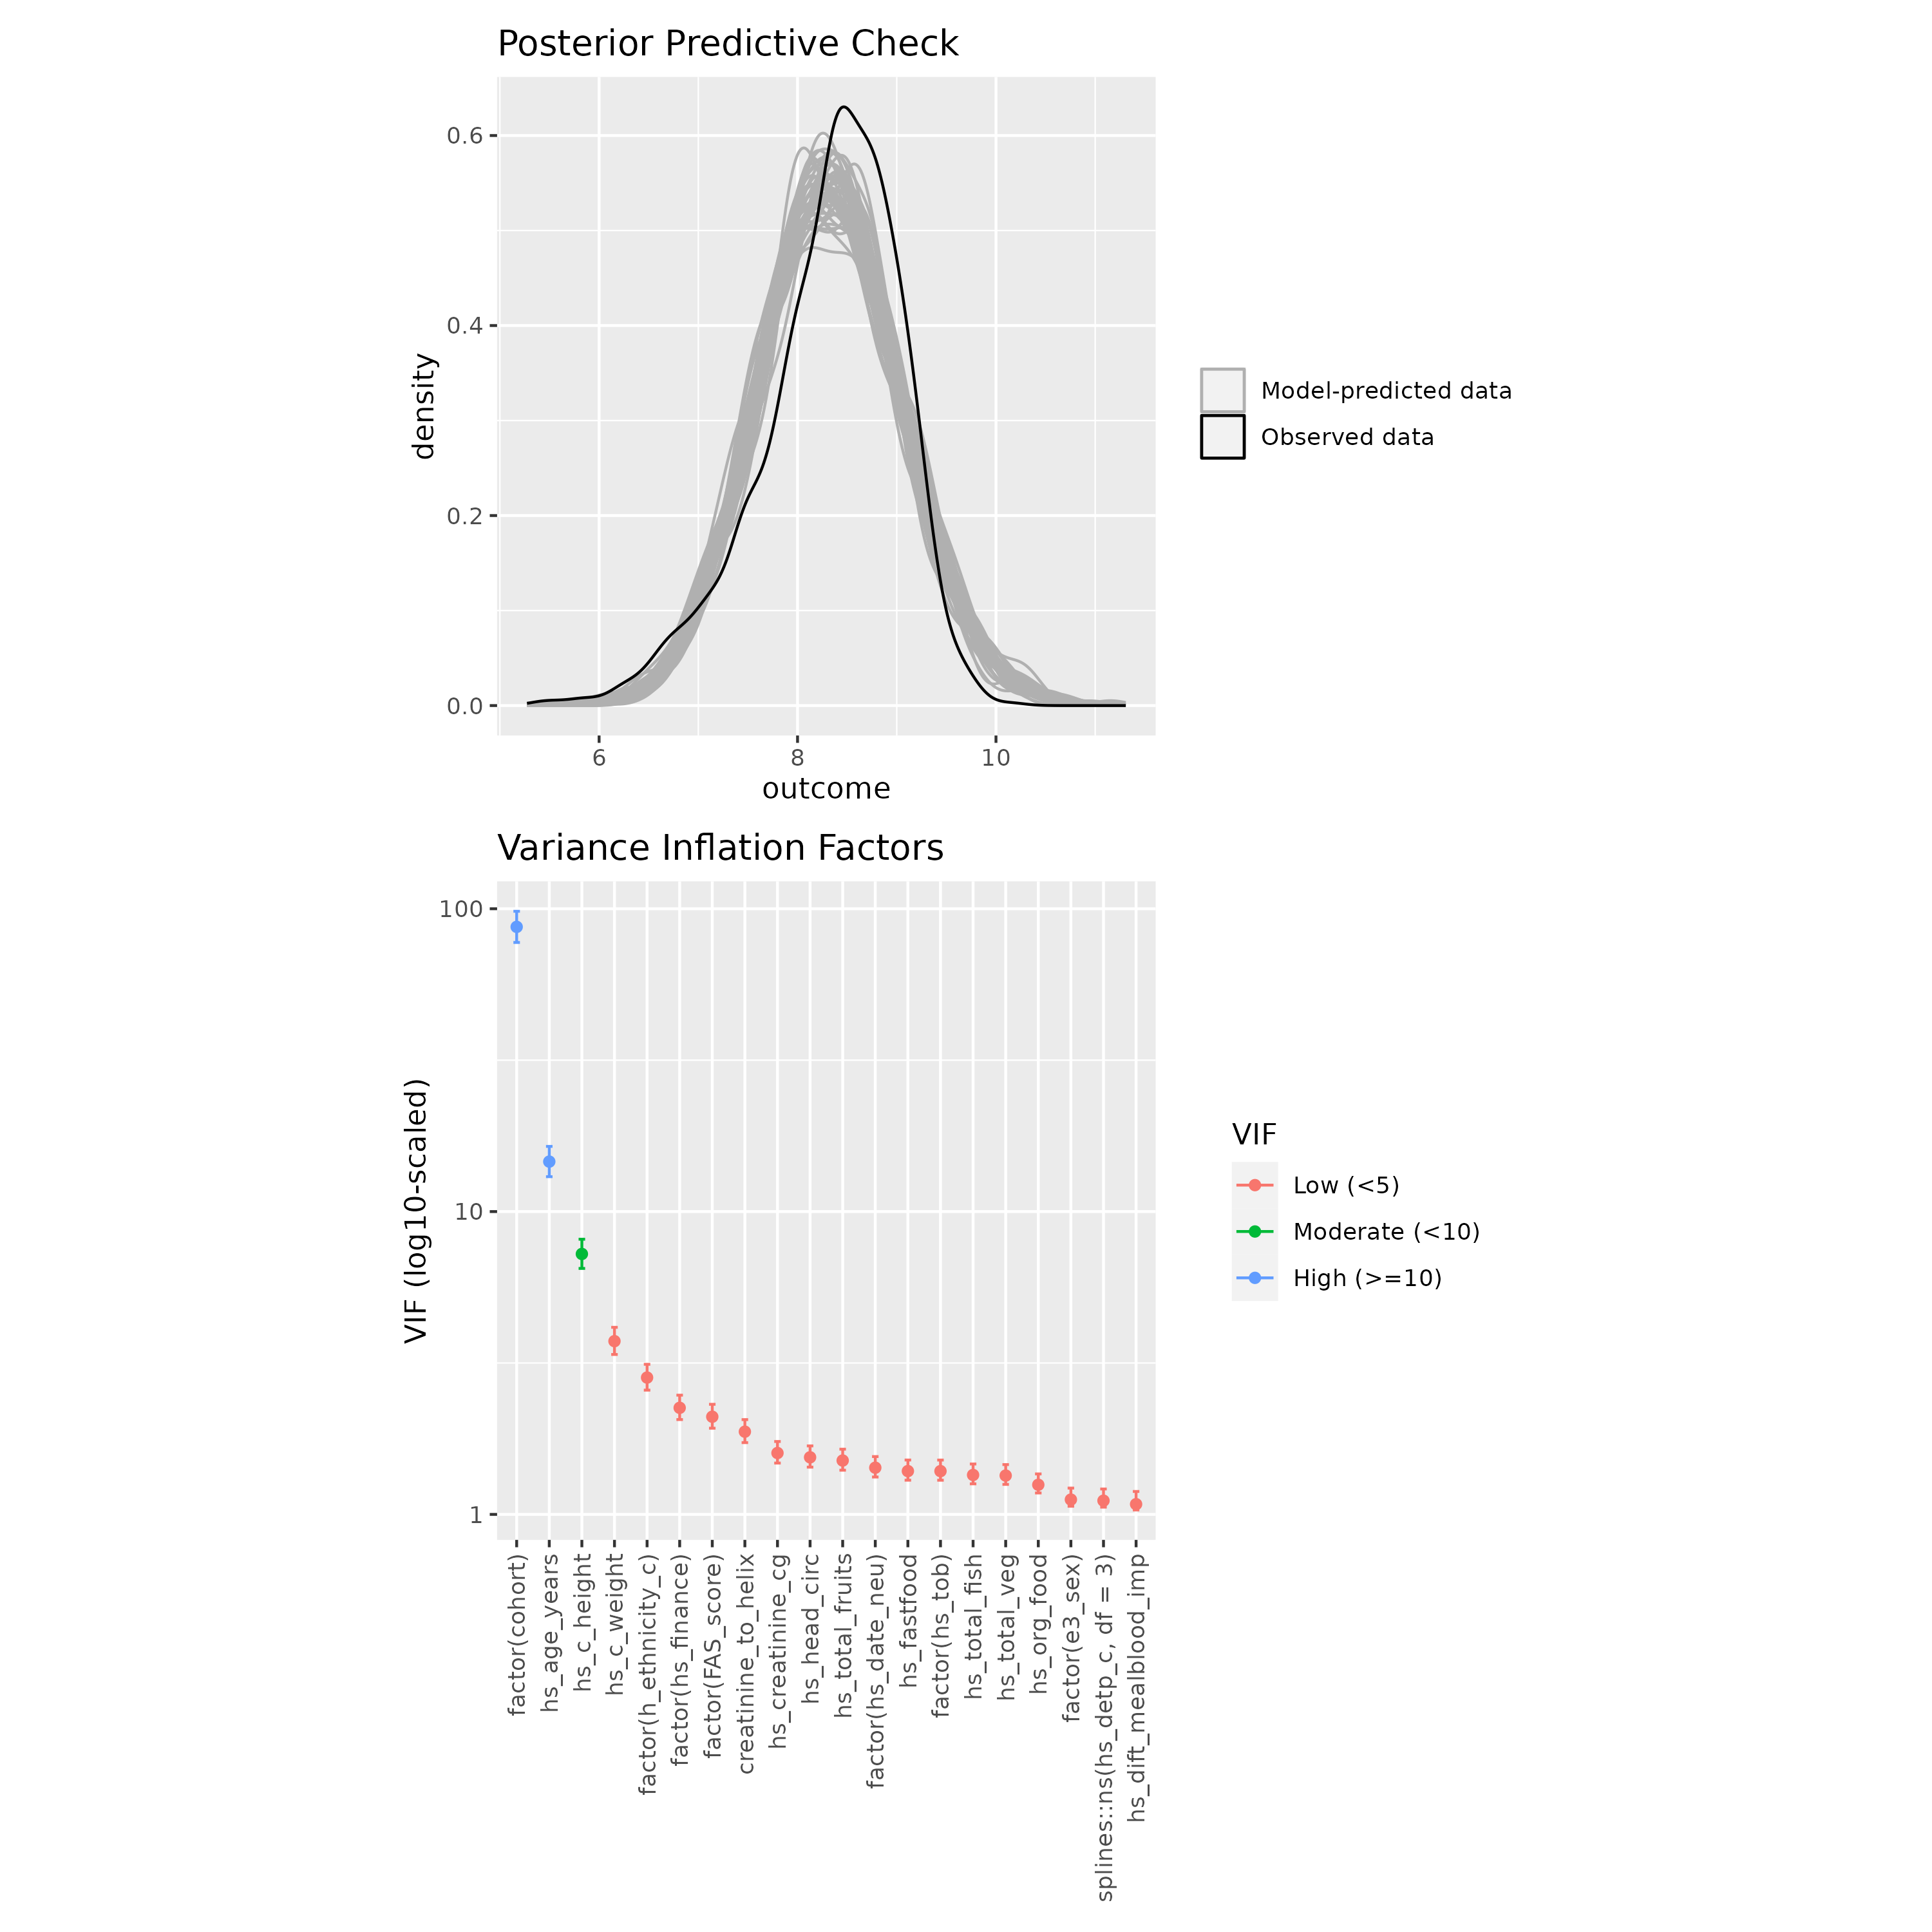 Posterior Predictive Check
density
0.6
0.4
0.2
0.0
6 8 10
outcome
Model-predicted data
Observed data
Variance Inflation Factors
VIF (log10-scaled)
100
10
1
factor(cohort)
hs_age_years
hs_c_height
hs_c_weight
factor(h_ethnicity_c)
factor(hs_finance)
factor(FAS_score)
creatinine_to_helix
hs_creatinine_cg
hs_head_circ
hs_total_fruits
factor(hs_date_neu)
hs_fastfood
factor(hs_tob)
hs_total_fish
hs_total_veg
hs_org_food
factor(e3_sex)
splines::ns(hs_detp_c, df = 3)
hs_dift_mealblood_imp
VIF
Low (<5)
Moderate (<10)
High (>=10)